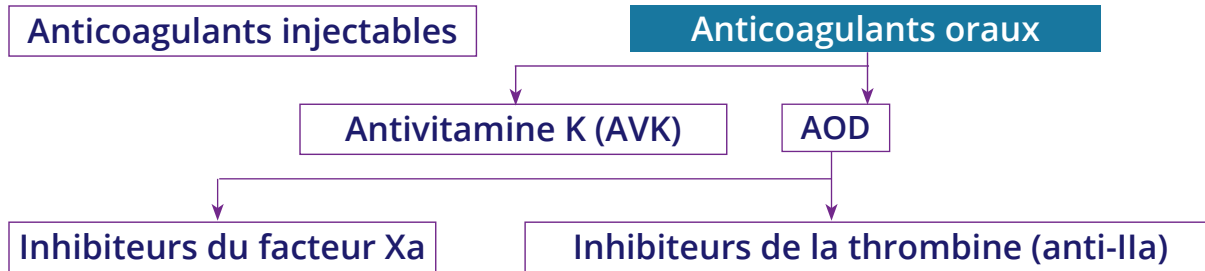 Anticoagulants injectables
Anticoagulants oraux
Antivitamine K (AVK)
AOD
Inhibiteurs du facteur Xa
Inhibiteurs de la thrombine (anti-IIa)